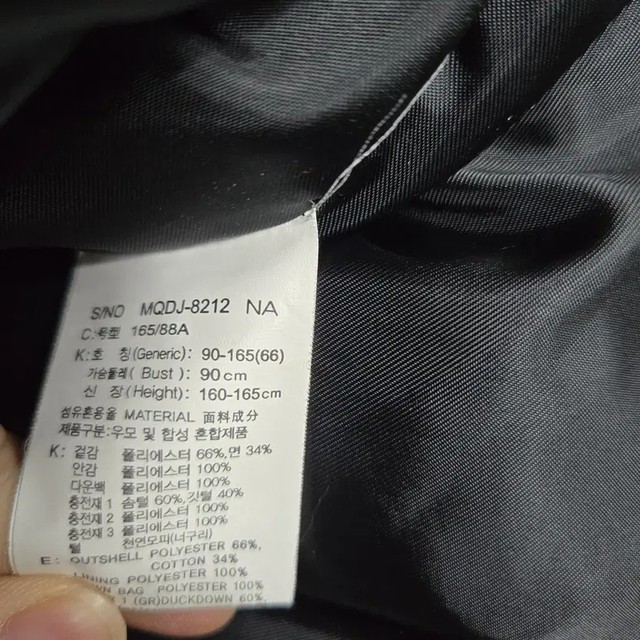 S/NO MQDJ-8212 NA
C:号型 165/88A
K:호 칭(Generic): 90-165(66)
가슴둘레( Bust ): 90cm
신 장(Height): 160-165cm
섬유혼용율 MATERIAL 面料成分
제품구분:우모 및 합성 혼합제품
K: 겉감 폴리에스터 66%,면 34%
안감 폴리에스터 100%
다운백 폴리에스터 100%
충전재 1 솜털 60%,깃털 40%
충전재 2 폴리에스터 100%
충전재 3 폴리에스터 100%
털 천연모피(너구리)
E: OUTSHELL POLYESTER 66%,
COTTON 34%
LINING POLYESTER 100%
BAG POLYESTER 100%
1 (GR)DUCKDOWN 60%,